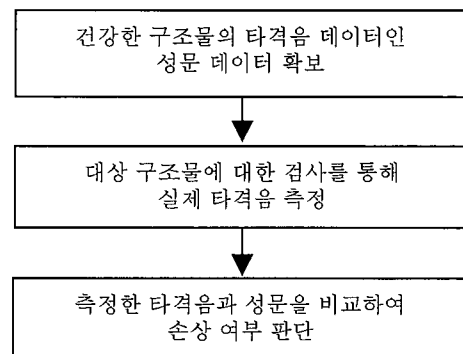 건강한 구조물의 타격음 데이터인
성문 데이터 확보
대상 구조물에 대한 검사를 통해
실제 타격음 측정
측정한 타격음과 성문을 비교하여
손상 여부 판단